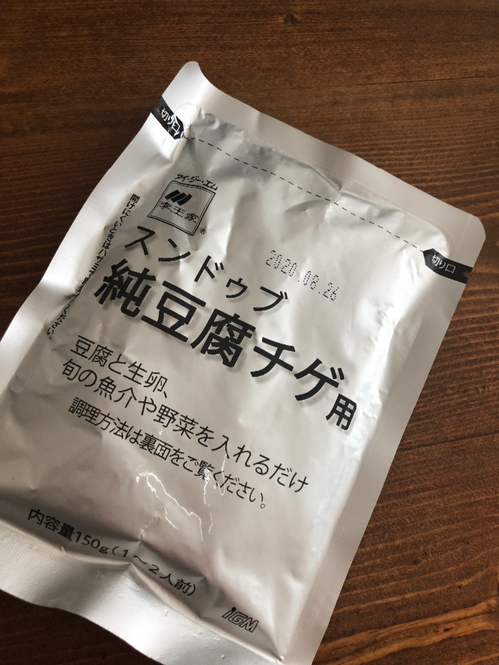 切り口
ワイ・ジー・エム
李王家
®
2020.08.26
切り口
スンドゥブ
純豆腐チゲ用
豆腐と生卵、
旬の魚介や野菜を入れるだけ
調理方法は裏面をご覧ください。
内容量150g(1〜2人前)
iGM